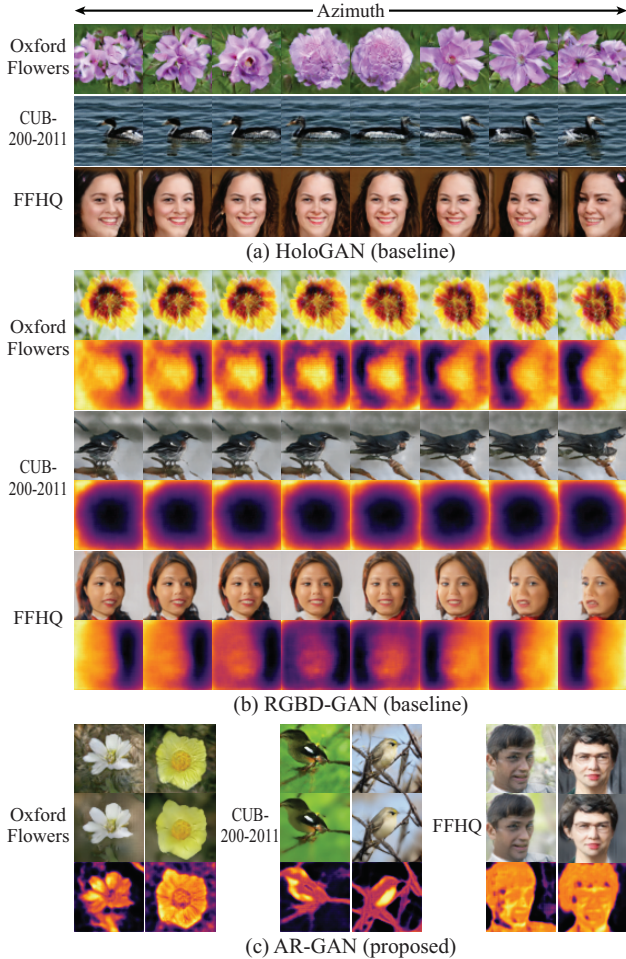 Azimuth
Oxford
Flowers
CUB-
200-2011
FFHQ
(a) HoloGAN (baseline)
Oxford
Flowers
CUB-
200-2011
FFHQ
(b) RGBD-GAN (baseline)
Oxford
Flowers
CUB-
200-2011
FFHQ
(c) AR-GAN (proposed)